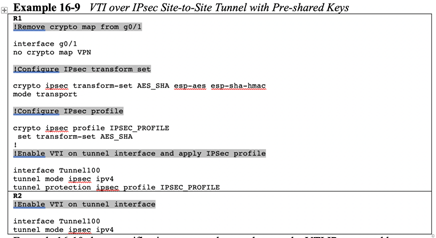 Example 16-9 VTI over IPsec Site-to-Site Tunnel with Pre-shared Keys
R1
!Remove crypto map from g0/1
interface g0/1
no crypto map VPN
!Configure IPsec transform set
crypto ipsec transform-set AES_SHA esp-aes esp-sha-hmac
mode transport
!Configure IPsec profile
crypto ipsec profile IPSEC_PROFILE
set transform-set AES_SHA
!
!Enable VTI on tunnel interface and apply IPSec profile
interface Tunnel100
tunnel mode ipsec ipv4
tunnel protection ipsec profile IPSEC_PROFILE
R2
!Enable VTI on tunnel interface
interface Tunnel100
tunnel mode ipsec ipv4